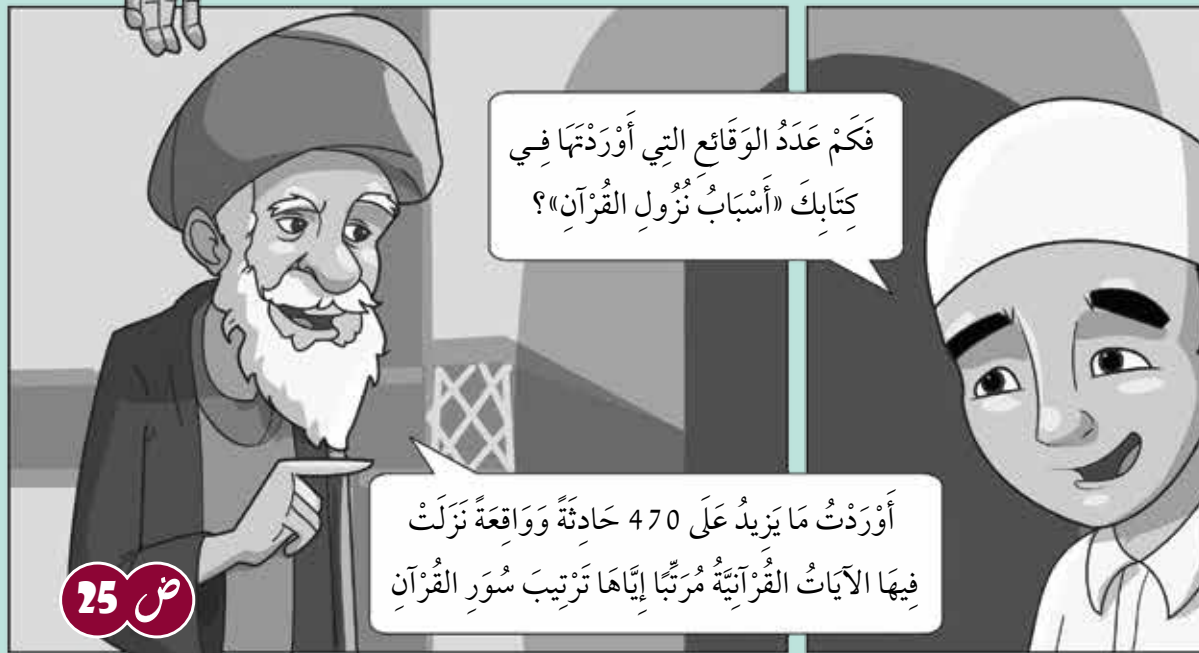 فَكَمْ عَدَدُ الوَقَائعِ التِي أَوْرَدْتَهَا فِي
كِتَابِكَ «أَسْبَابُ نُزُولِ القُرْآنِ»؟
أَوْرَدْتُ مَا يَزِيدُ عَلَى 470 حَادِثَةً وَوَاقِعَةً نَزَلَتْ
فِيهَا الآيَاتُ القُرْآنِيَّةُ مُرَتِّبًا إِيَّاهَا تَرْتِيبَ سُوَرِ القُرْآنِ
ض 25